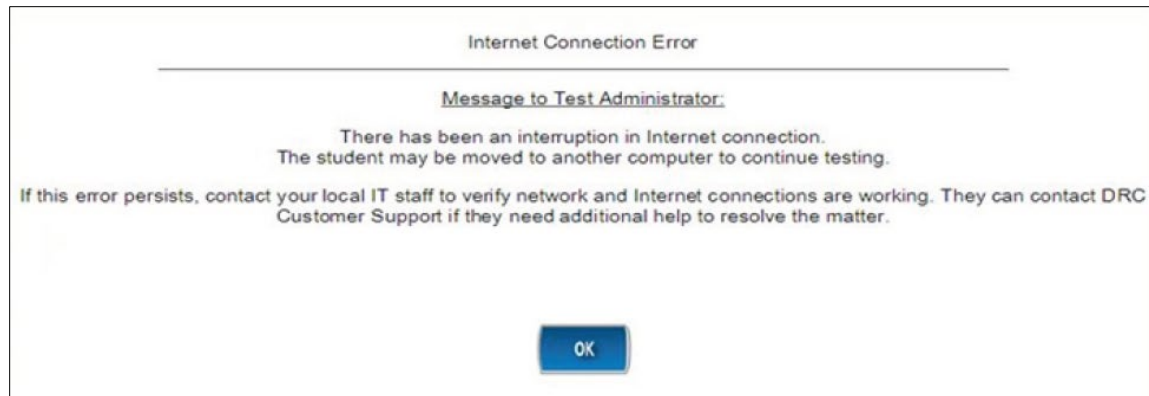 Internet Connection Error
Message to Test Administrator:
There has been an interruption in Internet connection.
The student may be moved to another computer to continue testing.
If this error persists, contact your local IT staff to verify network and Internet connections are working. They can contact DRC
Customer Support if they need additional help to resolve the matter.
OK